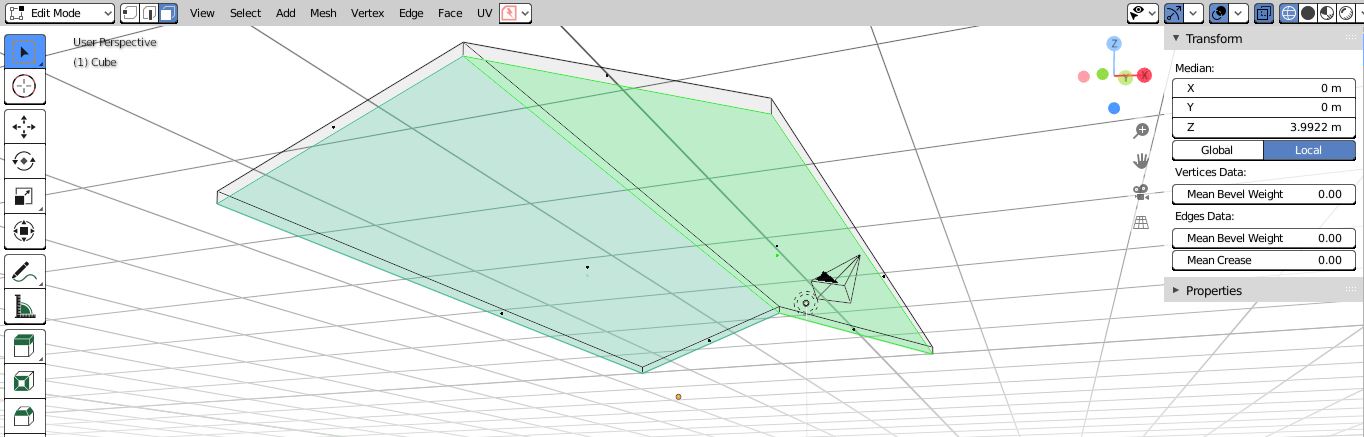 Edit Mode View Select Add Mesh Vertex Edge Face UV
User Perspective
(1) Cube
Z
Y X
Transform
Median:
X 0 m
Y 0 m
Z 3.9922 m
Global Local
Vertices Data:
Mean Bevel Weight 0.00
Edges Data:
Mean Bevel Weight 0.00
Mean Crease 0.00
Properties